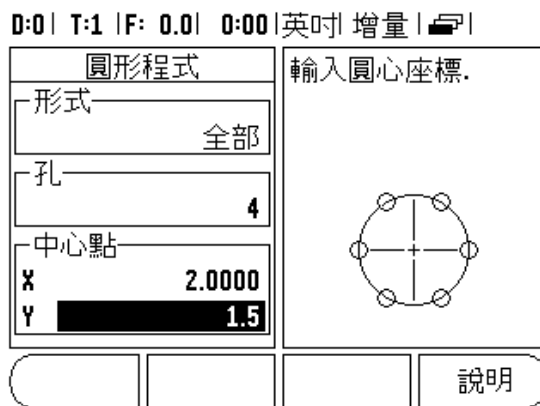 D:0| T:1 |F: 0.0| 0:00|英吋|增量|
圓形程式
形式
全部
孔
4
中心點
X 2.0000
Y 1.5
輸入圓心座標.
說明